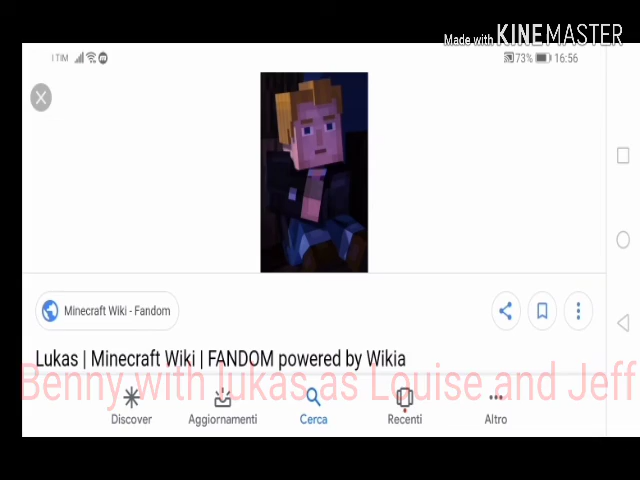 Made with KINEMASTER
I TIM 73% 16:56
Minecraft Wiki - Fandom
Lukas | Minecraft Wiki | FANDOM powered by Wikia
Benny with lukas as Louise and Jeff
Discover Aggiornamenti Cerca Recenti Altro